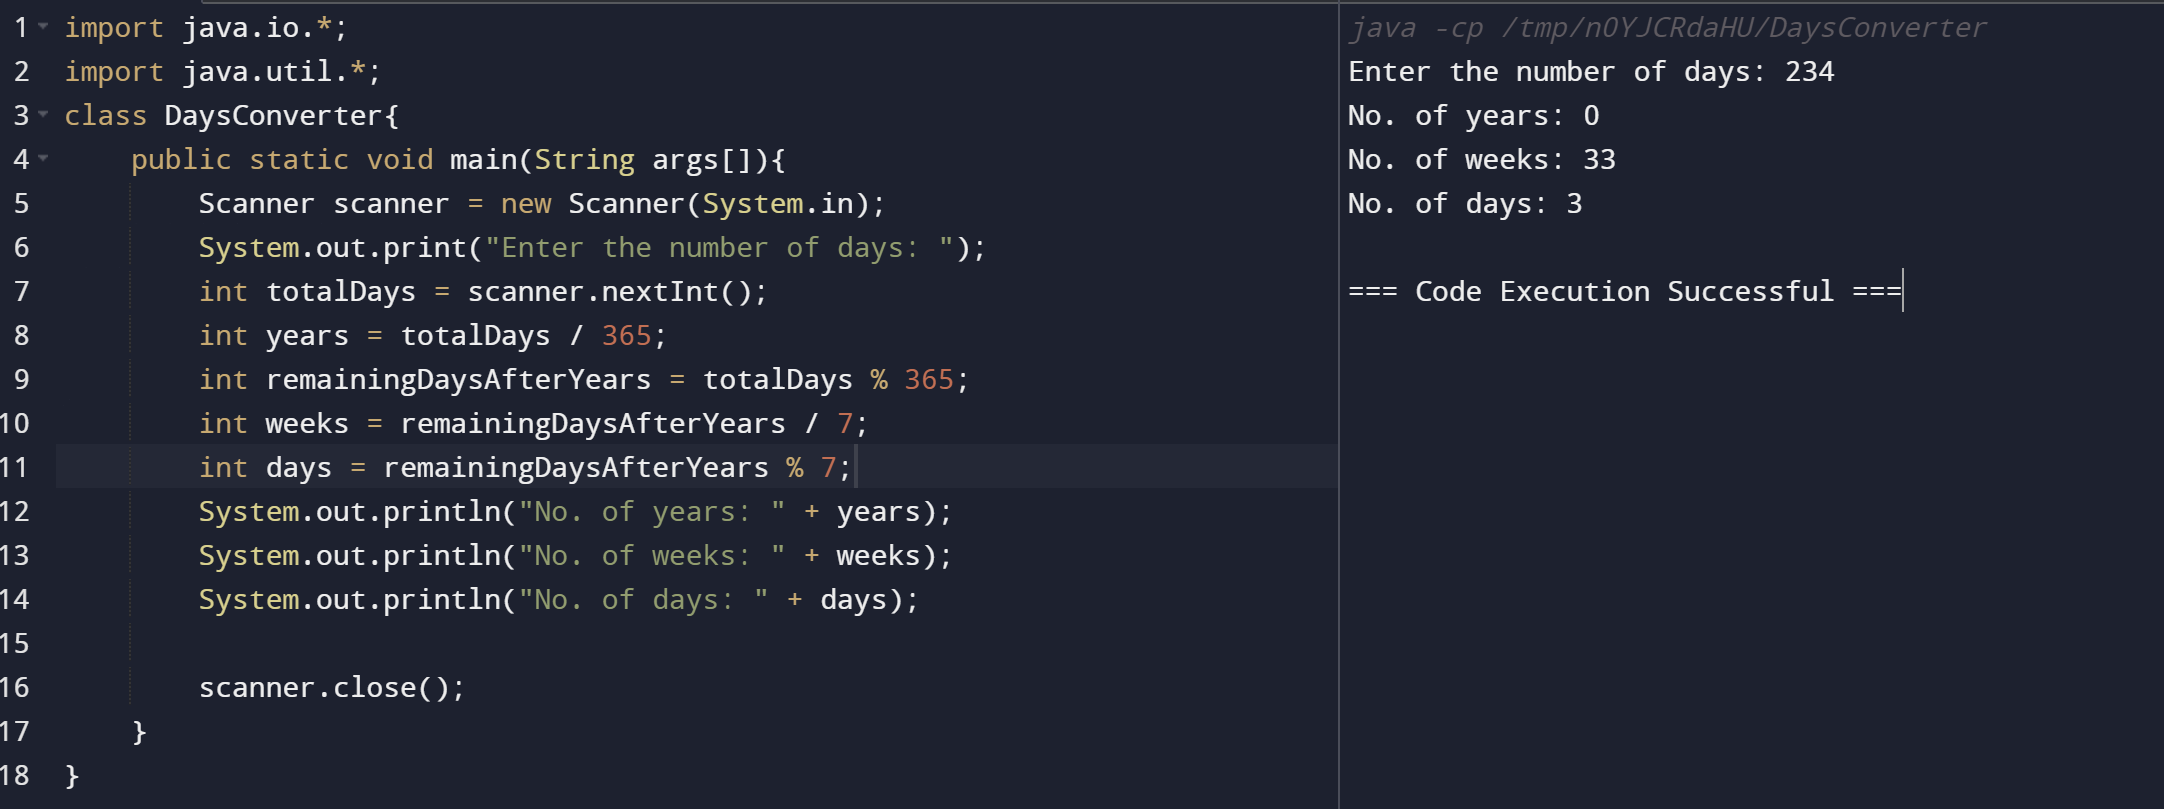 1 import java.io.*;
2 import java.util.*;
3 class DaysConverter{
4     public static void main(String args[]){
5         Scanner scanner = new Scanner(System.in);
6         System.out.print("Enter the number of days: ");
7         int totalDays = scanner.nextInt();
8         int years = totalDays / 365;
9         int remainingDaysAfterYears = totalDays % 365;
10         int weeks = remainingDaysAfterYears / 7;
11         int days = remainingDaysAfterYears % 7;
12         System.out.println("No. of years: " + years);
13         System.out.println("No. of weeks: " + weeks);
14         System.out.println("No. of days: " + days);
15
16         scanner.close();
17     }
18 }
java -cp /tmp/n0YJCRdaHU/DaysConverter
Enter the number of days: 234
No. of years: 0
No. of weeks: 33
No. of days: 3
=== Code Execution Successful ===